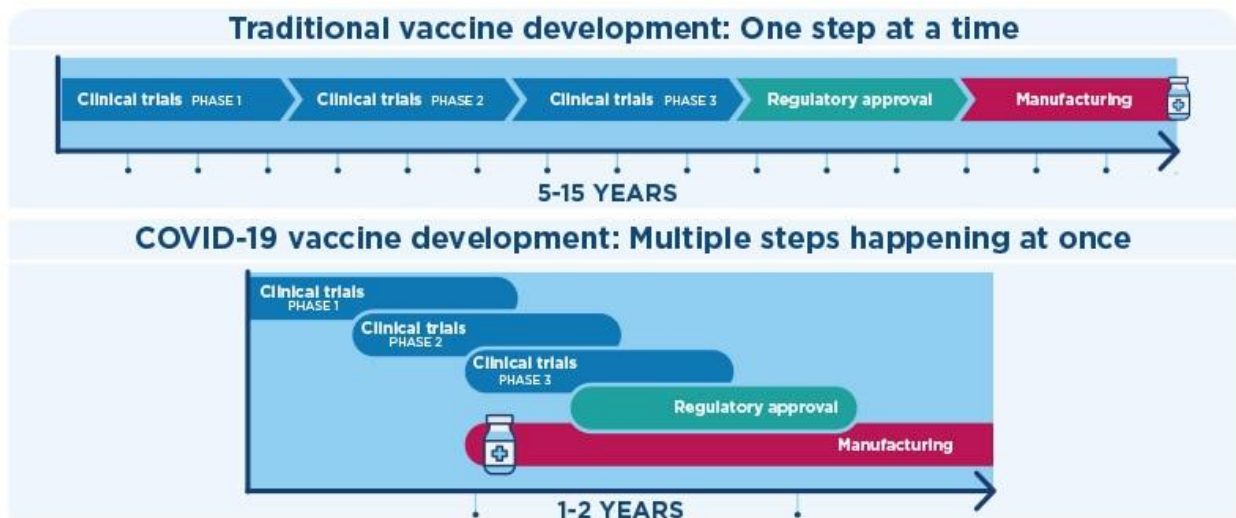 Traditional vaccine development: One step at a time
Clinical trials PHASE 1
Clinical trials PHASE 2
Clinical trials PHASE 3
Regulatory approval
Manufacturing
5-15 YEARS
COVID-19 vaccine development: Multiple steps happening at once
Clinical trials
PHASE 1
Clinical trials
PHASE 2
Clinical trials
PHASE 3
Regulatory approval
Manufacturing
1-2 YEARS